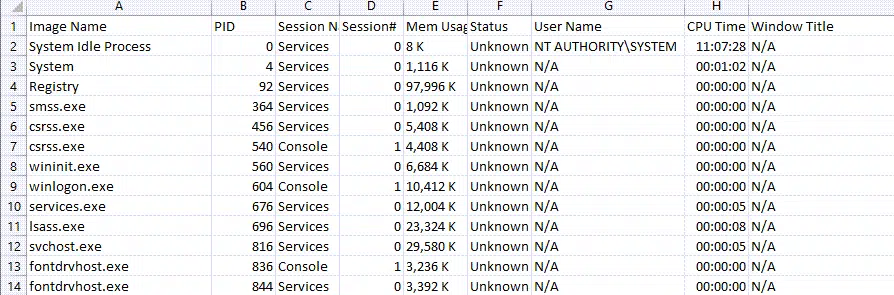 A B C D E F G H I
1 Image Name PID Session N Session# Mem Usag Status User Name CPU Time Window Title
2 System Idle Process 0 Services 0 8 K Unknown NT AUTHORITY\SYSTEM 11:07:28 N/A
3 System 4 Services 0 1,116 K Unknown N/A 00:01:02 N/A
4 Registry 92 Services 0 97,996 K Unknown N/A 00:00:00 N/A
5 smss.exe 364 Services 0 1,092 K Unknown N/A 00:00:00 N/A
6 csrss.exe 456 Services 0 5,408 K Unknown N/A 00:00:00 N/A
7 csrss.exe 540 Console 1 4,408 K Unknown N/A 00:00:00 N/A
8 wininit.exe 560 Services 0 6,684 K Unknown N/A 00:00:00 N/A
9 winlogon.exe 604 Console 1 10,412 K Unknown N/A 00:00:00 N/A
10 services.exe 676 Services 0 12,004 K Unknown N/A 00:00:05 N/A
11 lsass.exe 696 Services 0 23,324 K Unknown N/A 00:00:08 N/A
12 svchost.exe 816 Services 0 29,580 K Unknown N/A 00:00:05 N/A
13 fontdrvhost.exe 836 Console 1 3,236 K Unknown N/A 00:00:00 N/A
14 fontdrvhost.exe 844 Services 0 3,392 K Unknown N/A 00:00:00 N/A